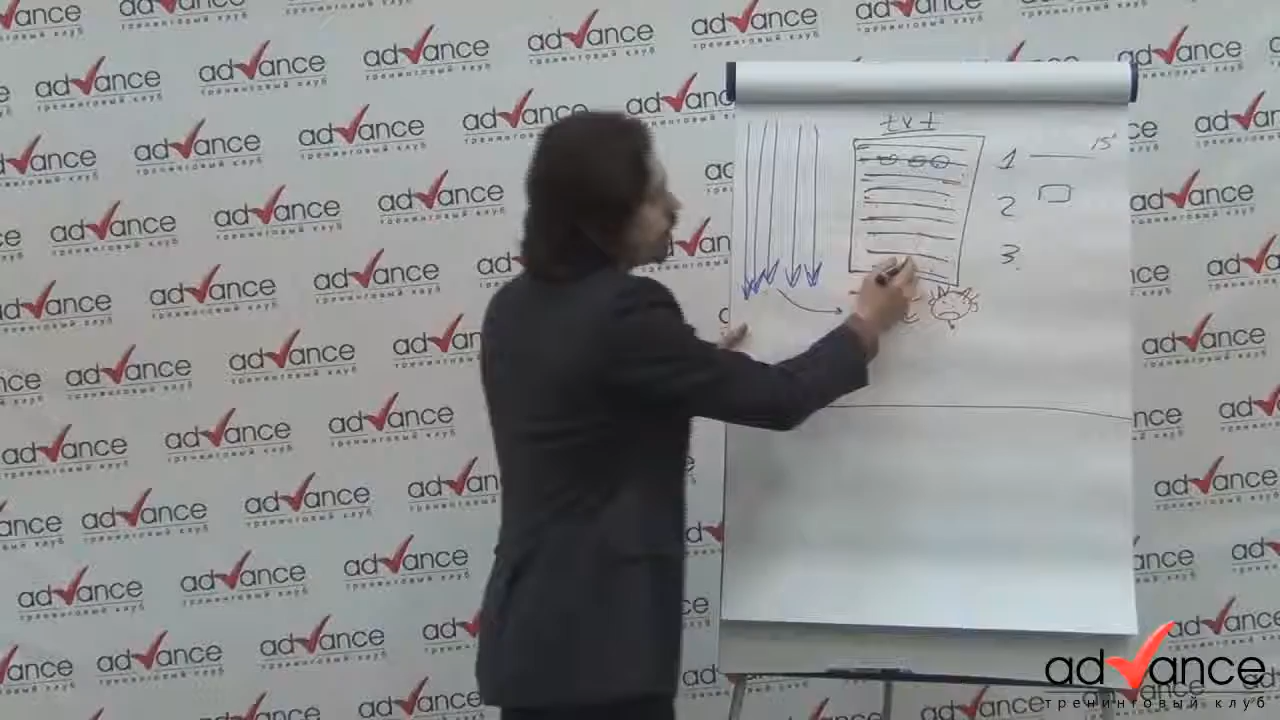 advance
тренинговый клуб
txt
1 15'
2
3.
advance
тренинговый клуб